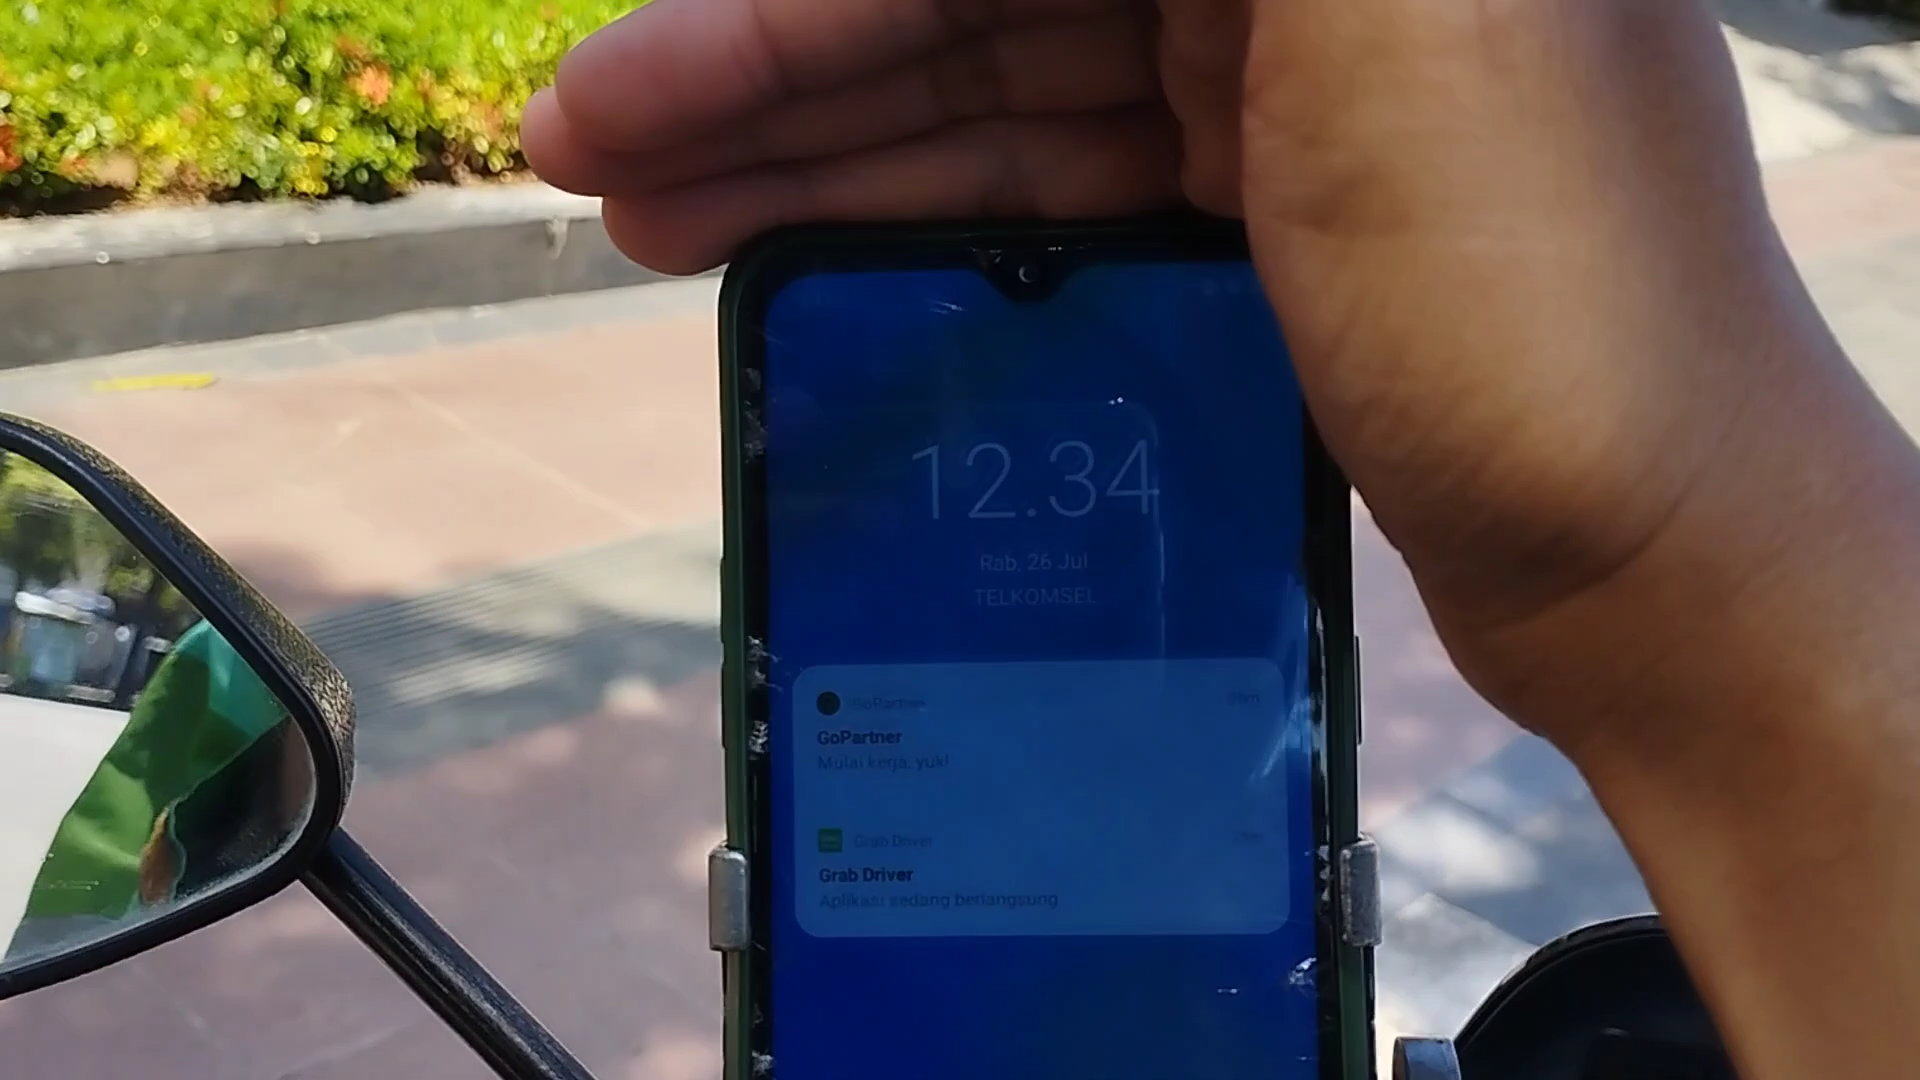 12.34
Rab, 26 Jul
TELKOMSEL
GoPartner
GoPartner
Mulai kerja, yuk!
Grab Driver
Grab Driver
Aplikasi sedang berlangsung